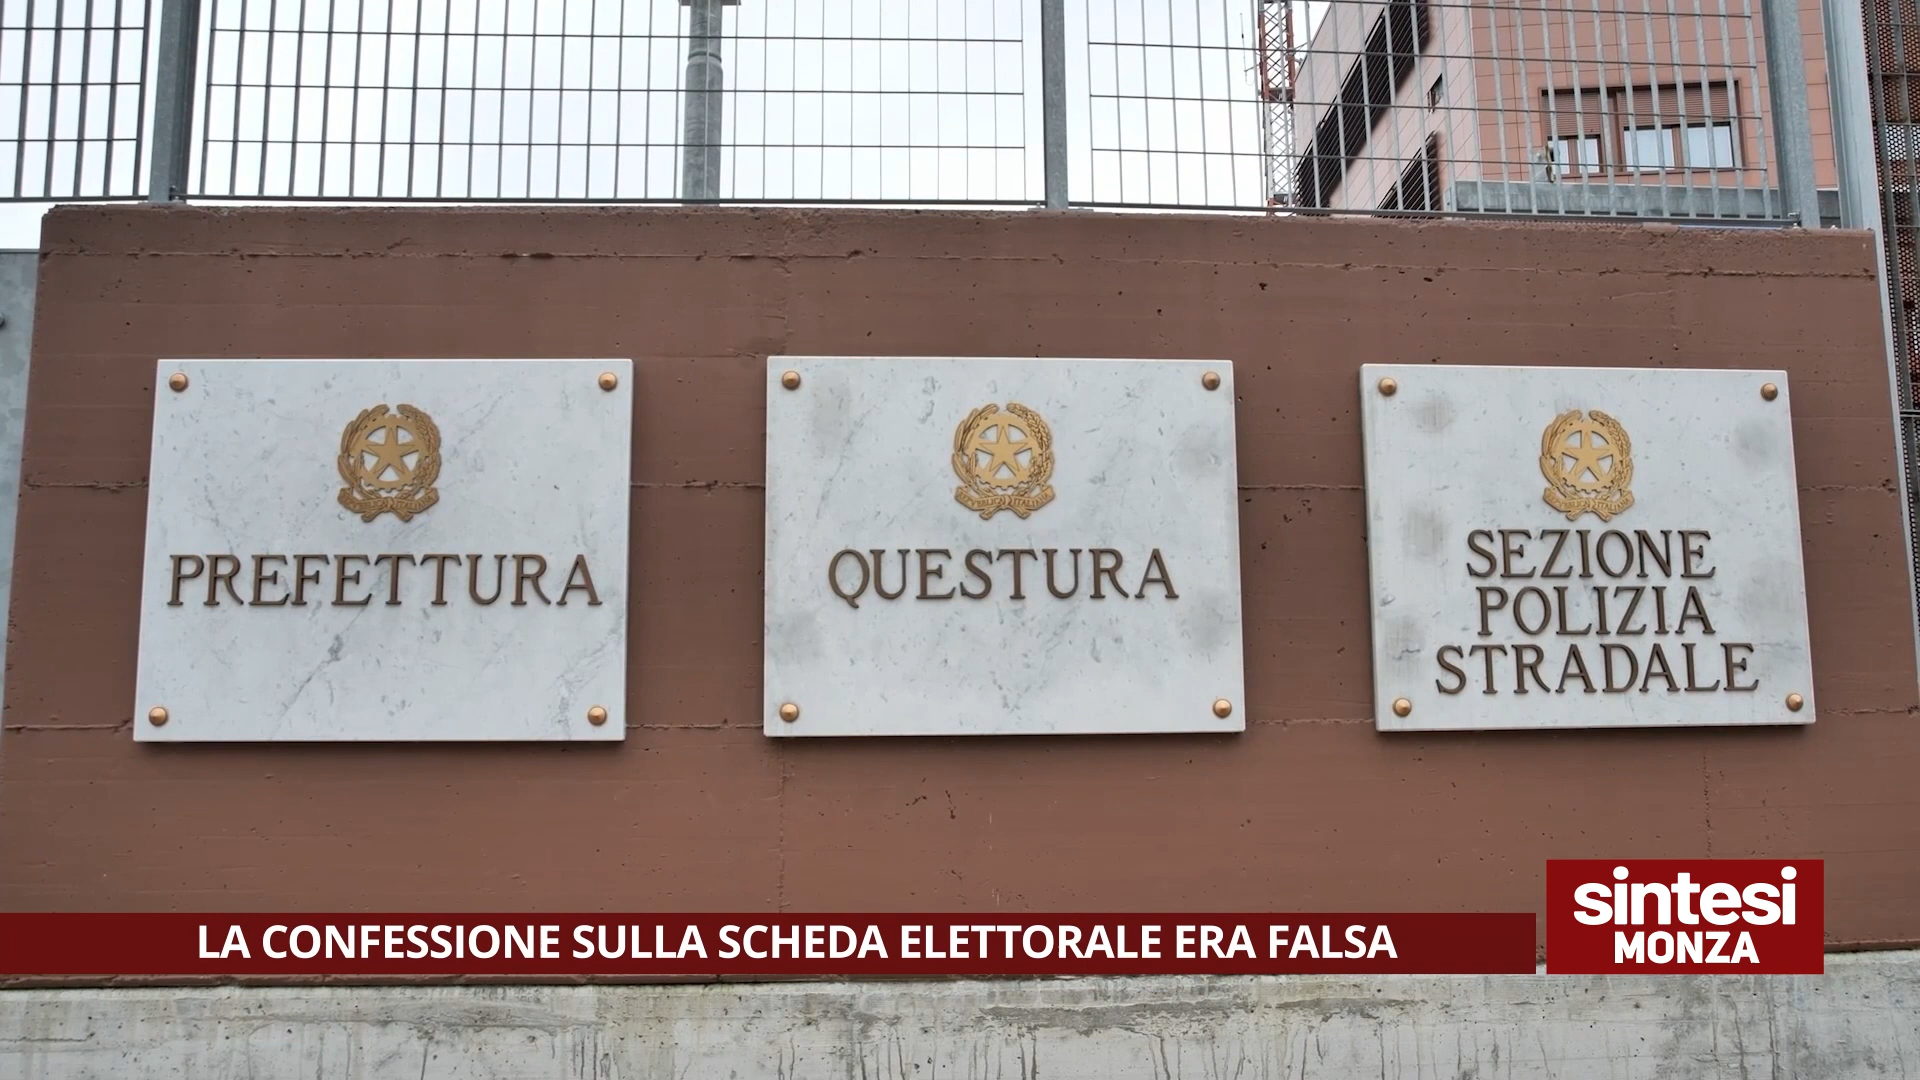 PREFETTURA
QUESTURA
SEZIONE
POLIZIA
STRADALE
LA CONFESSIONE SULLA SCHEDA ELETTORALE ERA FALSA
sintesi
MONZA